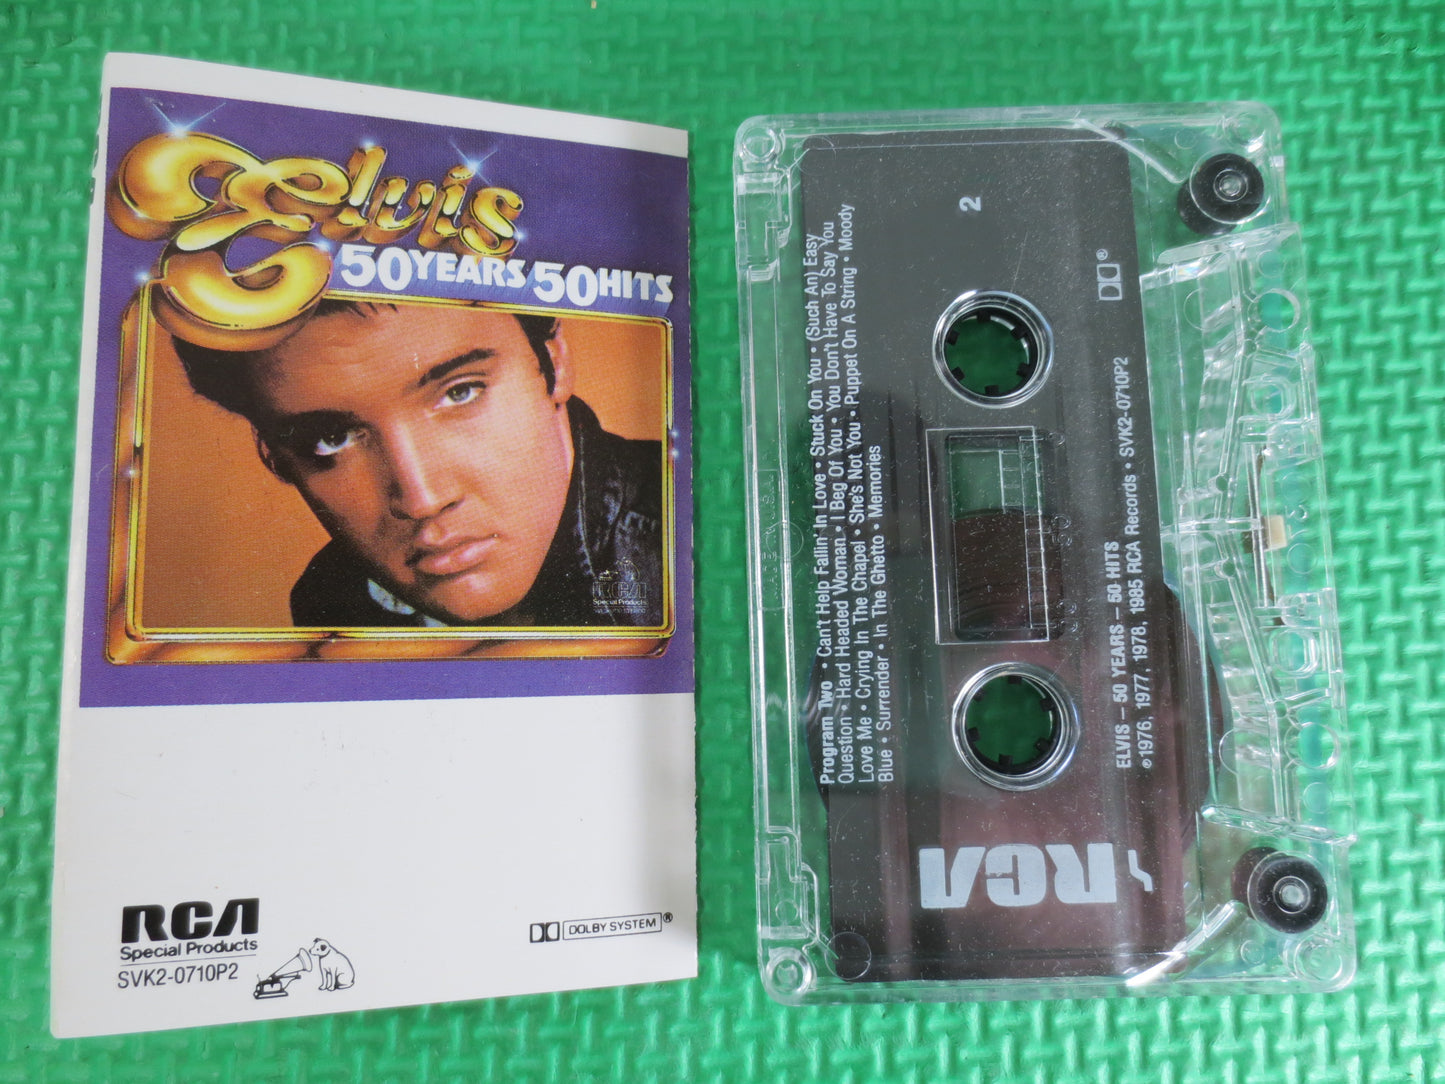 Elvis
50 YEARS 50 HITS
RCA
Special Products
RCA
Special Products
SVK2-0710P2
DOLBY SYSTEM®
2
Program Two • Can't Help Fallin' In Love • Stuck On You • (Such An) Easy
Question • Hard Headed Woman • I Beg Of You • You Don't Have To Say You
Love Me • Crying In The Chapel • She's Not You • Puppet On A String • Moody
Blue • Surrender • In The Ghetto • Memories
®
ELVIS – 50 YEARS – 50 HITS
℗1976, 1977, 1978, 1985 RCA Records • SVK2-0710P2
RCA